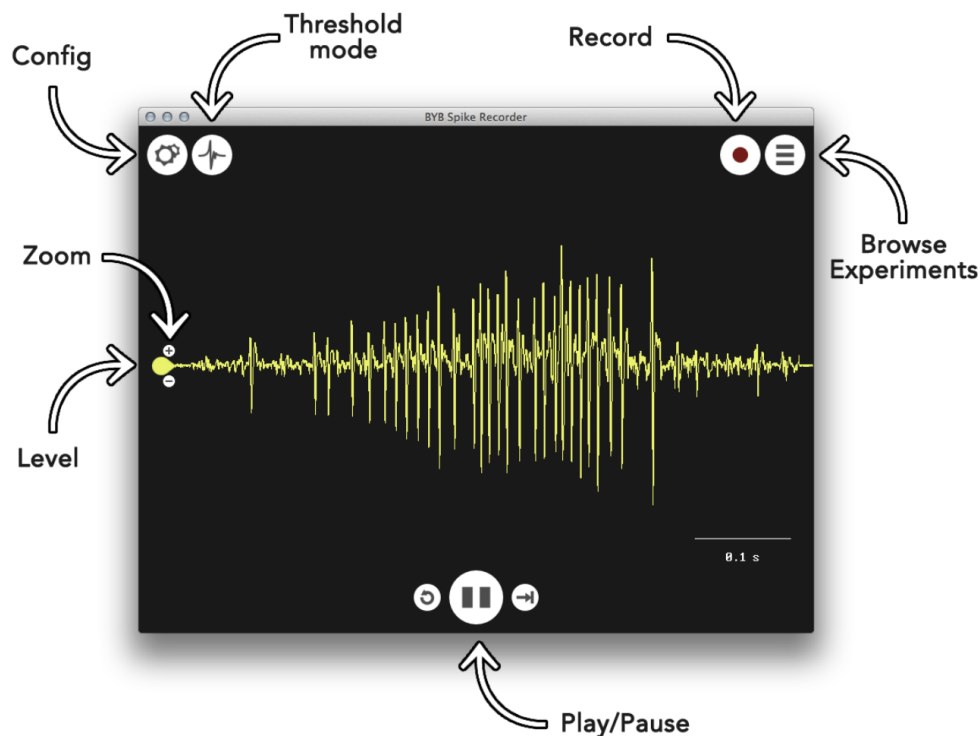 Threshold
mode
Record
Config
BYB Spike Recorder
Browse
Experiments
Zoom
Level
0.1 s
Play/Pause